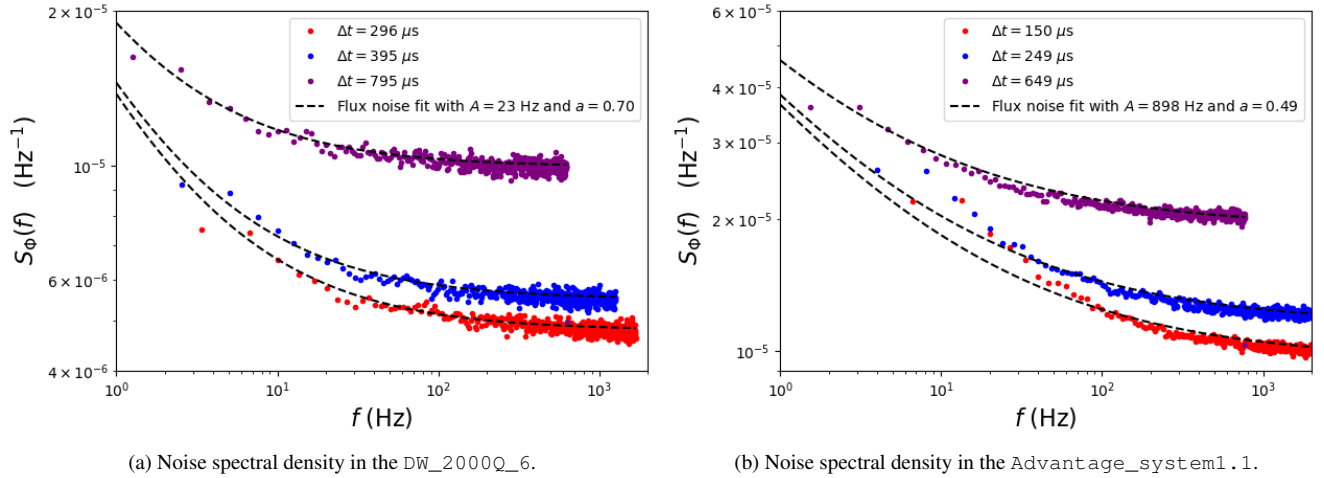 2 × 10⁻⁵
10⁻⁵
6 × 10⁻⁶
4 × 10⁻⁶
S_Φ(f) (Hz⁻¹)
Δt = 296 μs
Δt = 395 μs
Δt = 795 μs
Flux noise fit with A = 23 Hz and a = 0.70
10⁰ 10¹ 10² 10³
f (Hz)
(a) Noise spectral density in the DW_2000Q_6.
6 × 10⁻⁵
4 × 10⁻⁵
3 × 10⁻⁵
2 × 10⁻⁵
10⁻⁵
S_Φ(f) (Hz⁻¹)
Δt = 150 μs
Δt = 249 μs
Δt = 649 μs
Flux noise fit with A = 898 Hz and a = 0.49
10⁰ 10¹ 10² 10³
f (Hz)
(b) Noise spectral density in the Advantage_system1.1.